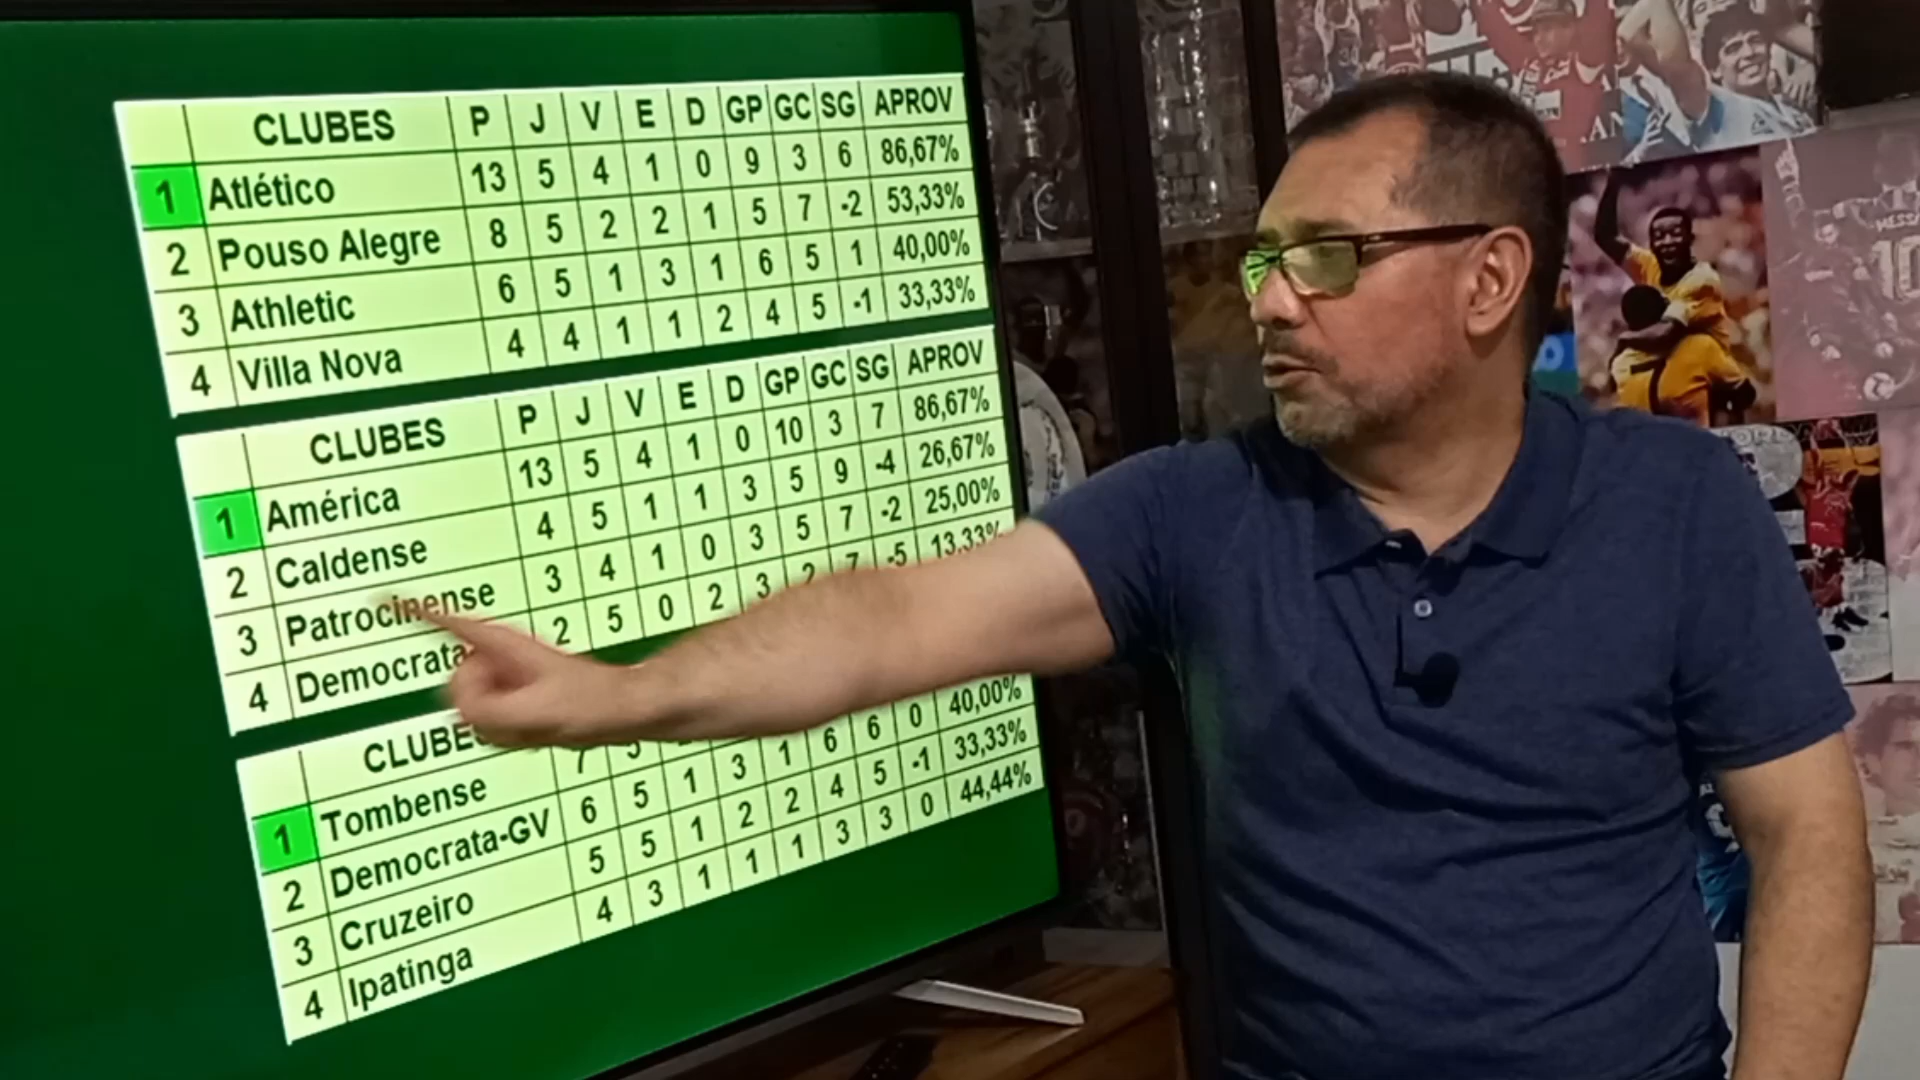 CLUBES P J V E D GP GC SG APROV
1 Atlético 13 5 4 1 0 9 3 6 86,67%
2 Pouso Alegre 8 5 2 2 1 5 7 -2 53,33%
3 Athletic 6 5 1 3 1 6 5 1 40,00%
4 Villa Nova 4 4 1 1 2 4 5 -1 33,33%
CLUBES P J V E D GP GC SG APROV
1 América 13 5 4 1 0 10 3 7 86,67%
2 Caldense 4 5 1 1 3 5 9 -4 26,67%
3 Patrocinense 3 4 1 0 3 5 7 -2 25,00%
4 Democrata 2 5 0 2 3 2 7 -5 13,33%
CLUBES
1 Tombense 7 5
2 Democrata-GV 6 5 1 3 1 6 6 0 40,00%
3 Cruzeiro 5 5 1 2 2 4 5 -1 33,33%
4 Ipatinga 4 3 1 1 1 3 3 0 44,44%
MESSI
10
7